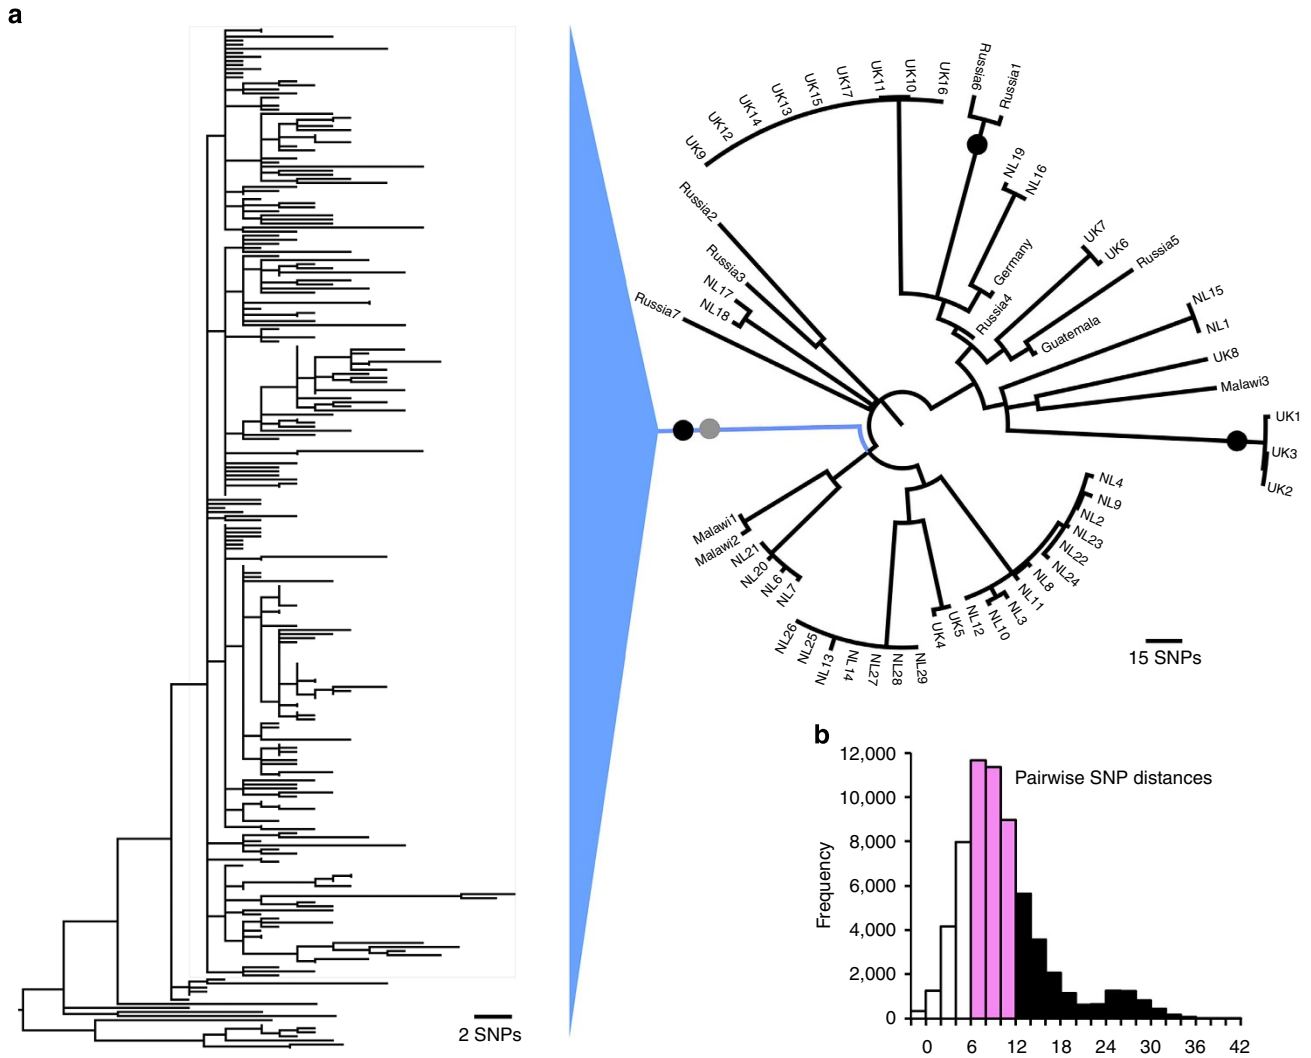 a
2 SNPs
UK9
UK12
UK14
UK13
UK15
UK17
UK11
UK10
UK16
Russia6
Russia1
NL19
NL16
Germany
Russia4
UK7
UK6
Russia5
Guatemala
NL15
NL1
UK8
Malawi3
UK1
UK3
UK2
NL4
NL9
NL2
NL23
NL22
NL24
NL8
NL11
NL3
NL10
NL12
UK5
UK4
NL29
NL28
NL27
NL14
NL13
NL25
NL26
NL7
NL6
NL20
NL21
Malawi2
Malawi1
Russia7
NL18
NL17
Russia3
Russia2
15 SNPs
b
Pairwise SNP distances
Frequency
12,000
10,000
8,000
6,000
4,000
2,000
0
0 6 12 18 24 30 36 42